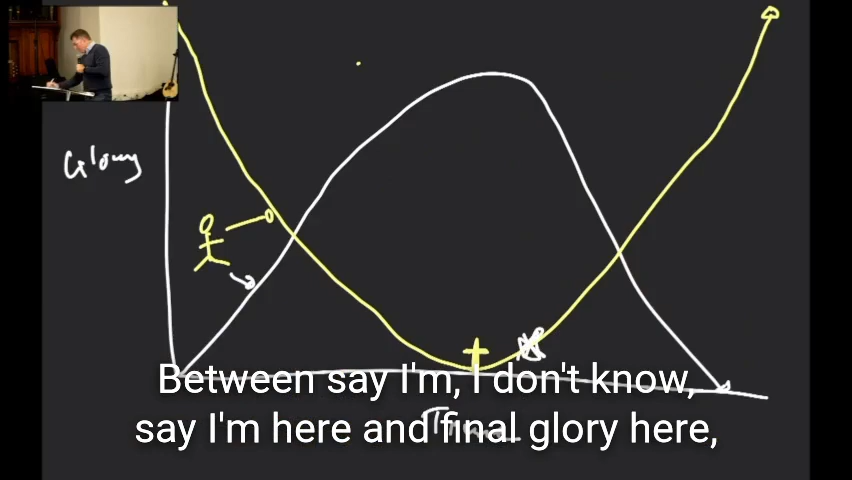 Glory
Between say I'm, I don't know,
say I'm here and final glory here,